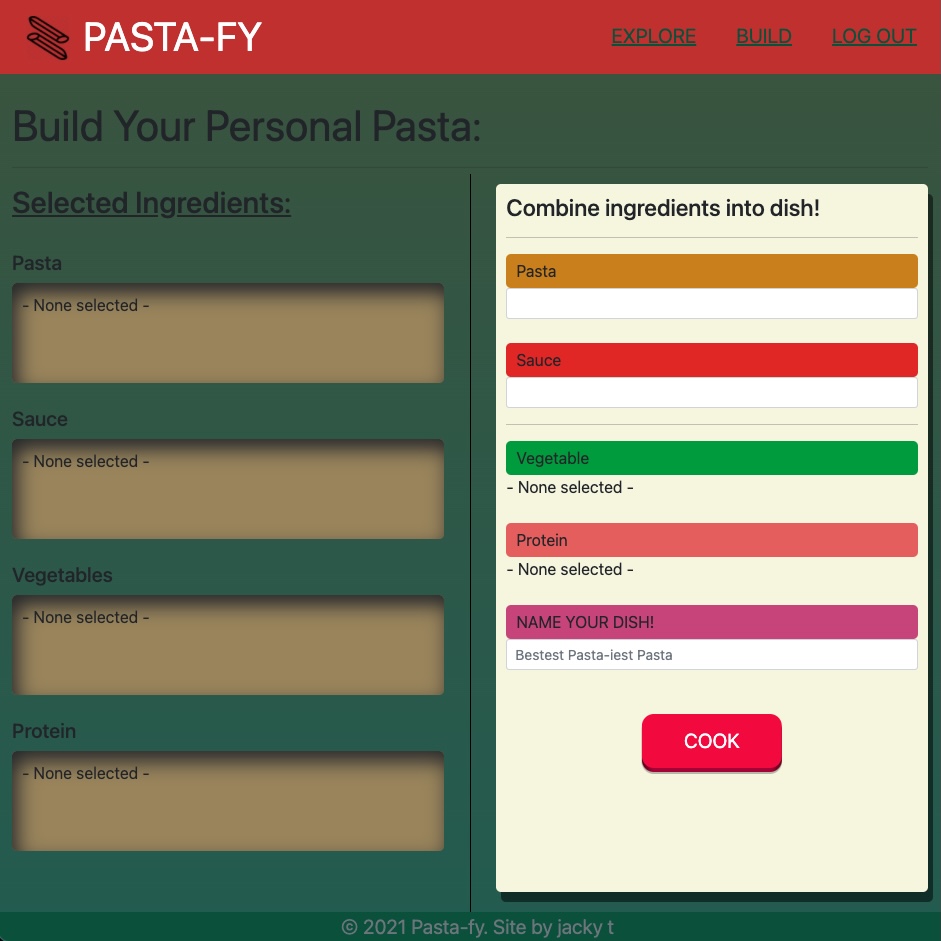 PASTA-FY
EXPLORE BUILD LOG OUT
Build Your Personal Pasta:
Selected Ingredients:
Pasta
- None selected -
Sauce
- None selected -
Vegetables
- None selected -
Protein
- None selected -
Combine ingredients into dish!
Pasta
Sauce
Vegetable
- None selected -
Protein
- None selected -
NAME YOUR DISH!
Bestest Pasta-iest Pasta
COOK
© 2021 Pasta-fy. Site by jacky t